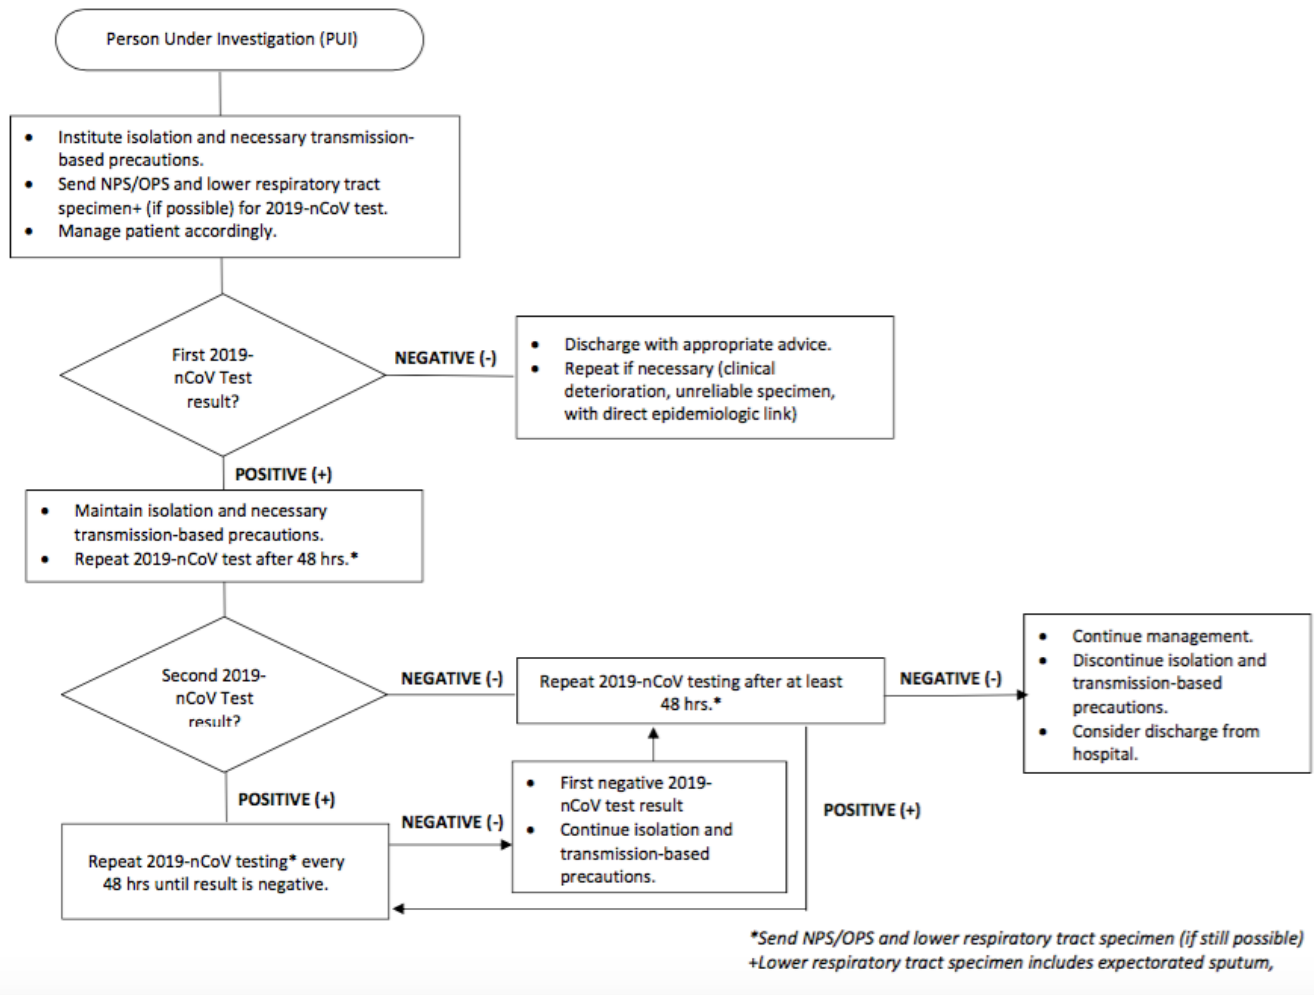 Person Under Investigation (PUI)
• Institute isolation and necessary transmission-
based precautions.
• Send NPS/OPS and lower respiratory tract
specimen+ (if possible) for 2019-nCoV test.
• Manage patient accordingly.
First 2019-
nCoV Test
result?
NEGATIVE (-)
• Discharge with appropriate advice.
• Repeat if necessary (clinical
deterioration, unreliable specimen,
with direct epidemiologic link)
POSITIVE (+)
• Maintain isolation and necessary
transmission-based precautions.
• Repeat 2019-nCoV test after 48 hrs.*
Second 2019-
nCoV Test
result?
NEGATIVE (-)
Repeat 2019-nCoV testing after at least
48 hrs.*
NEGATIVE (-)
• Continue management.
• Discontinue isolation and
transmission-based
precautions.
• Consider discharge from
hospital.
POSITIVE (+)
Repeat 2019-nCoV testing* every
48 hrs until result is negative.
NEGATIVE (-)
• First negative 2019-
nCoV test result
• Continue isolation and
transmission-based
precautions.
POSITIVE (+)
*Send NPS/OPS and lower respiratory tract specimen (if still possible)
+Lower respiratory tract specimen includes expectorated sputum,